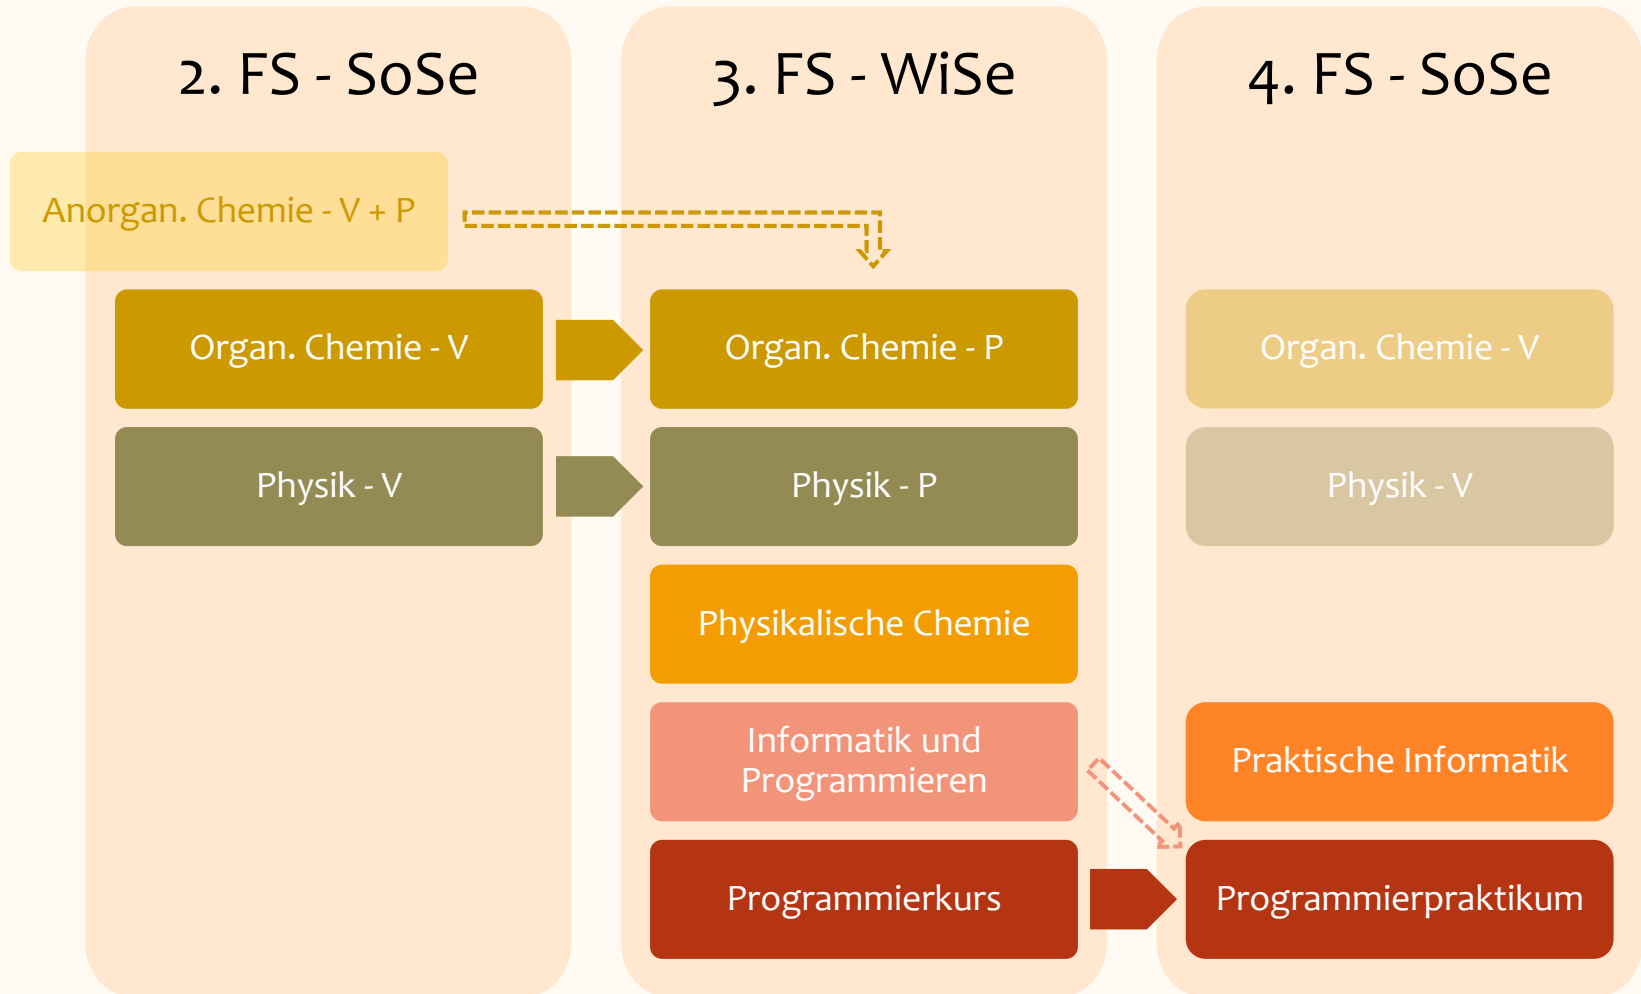 2. FS - SoSe
3. FS - WiSe
4. FS - SoSe
Anorgan. Chemie - V + P
Organ. Chemie - V
Organ. Chemie - P
Organ. Chemie - V
Physik - V
Physik - P
Physik - V
Physikalische Chemie
Informatik und
Programmieren
Praktische Informatik
Programmierkurs
Programmierpraktikum